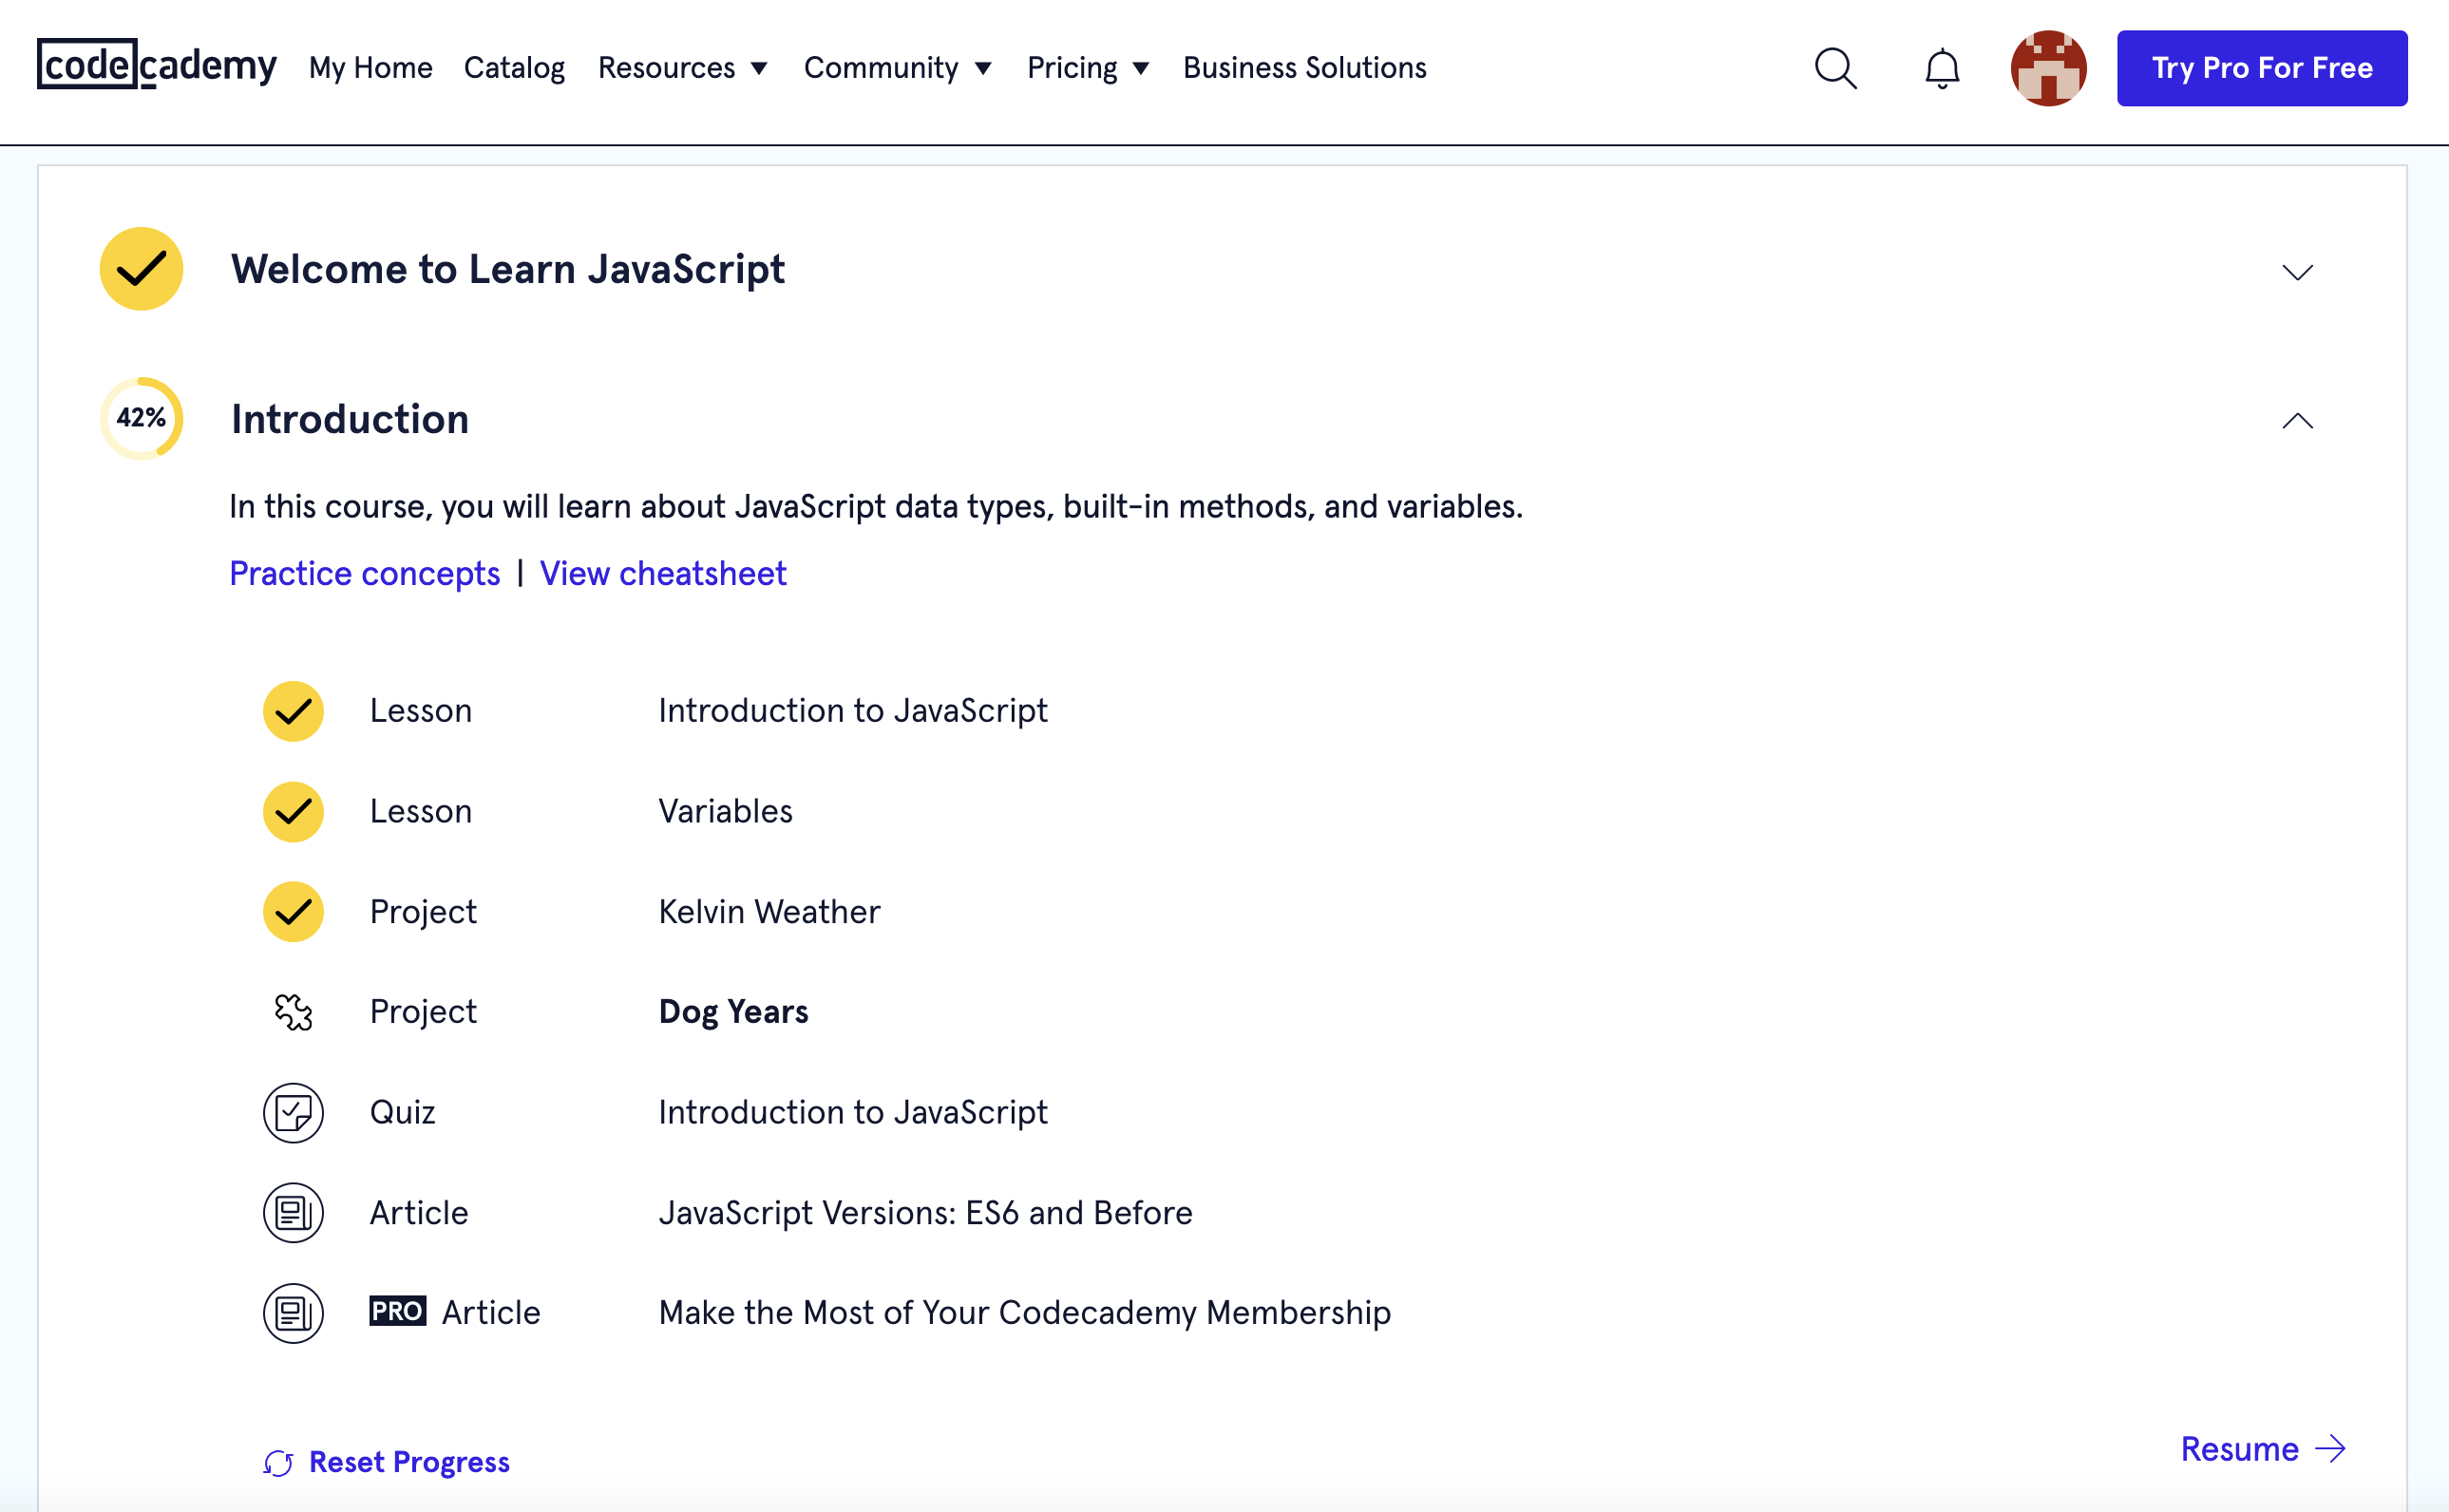 codecademy My Home Catalog Resources Community Pricing Business Solutions Try Pro For Free
Welcome to Learn JavaScript
42% Introduction
In this course, you will learn about JavaScript data types, built-in methods, and variables.
Practice concepts | View cheatsheet
Lesson Introduction to JavaScript
Lesson Variables
Project Kelvin Weather
Project Dog Years
Quiz Introduction to JavaScript
Article JavaScript Versions: ES6 and Before
PRO Article Make the Most of Your Codecademy Membership
Reset Progress Resume